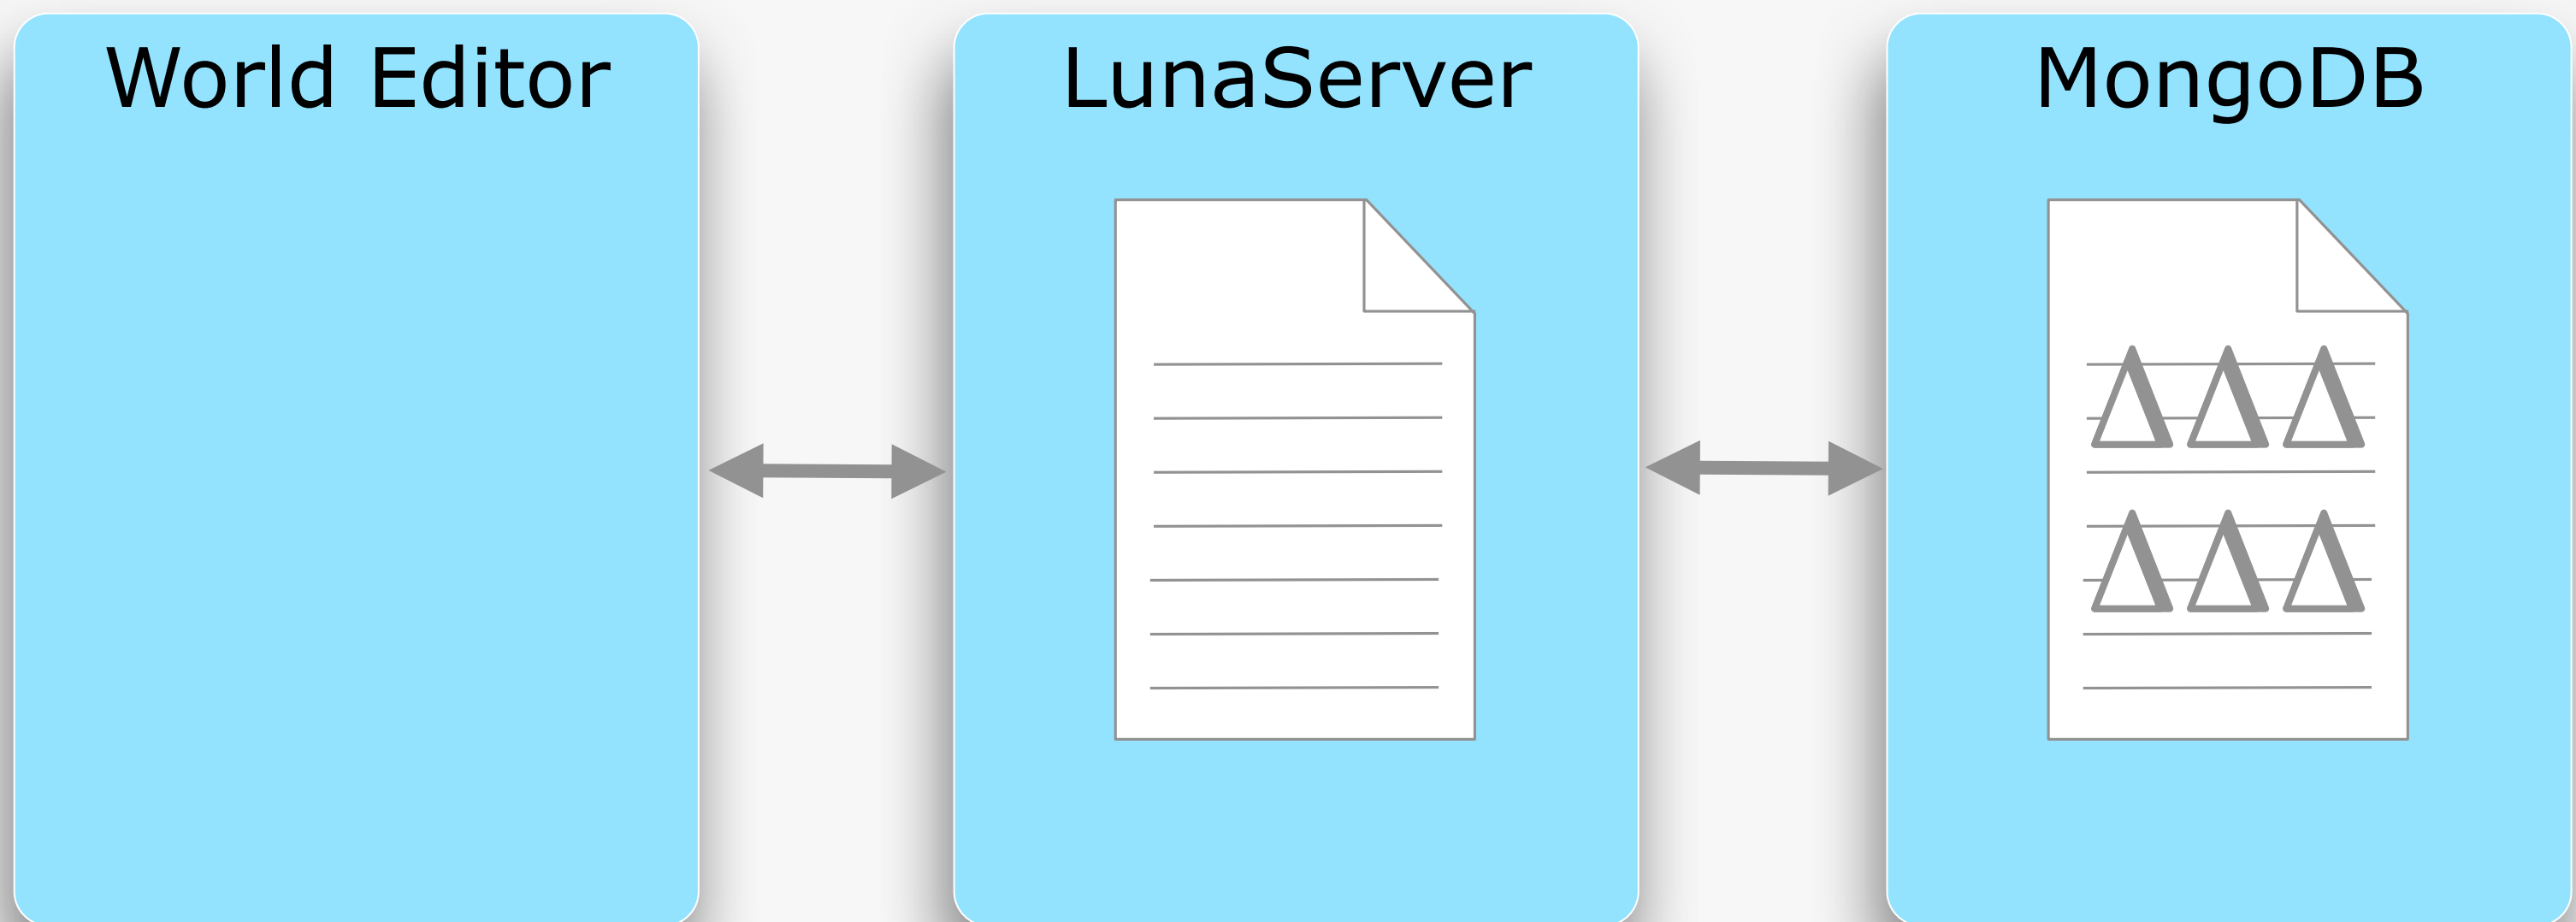 World Editor
LunaServer
MongoDB
Δ Δ Δ
Δ Δ Δ